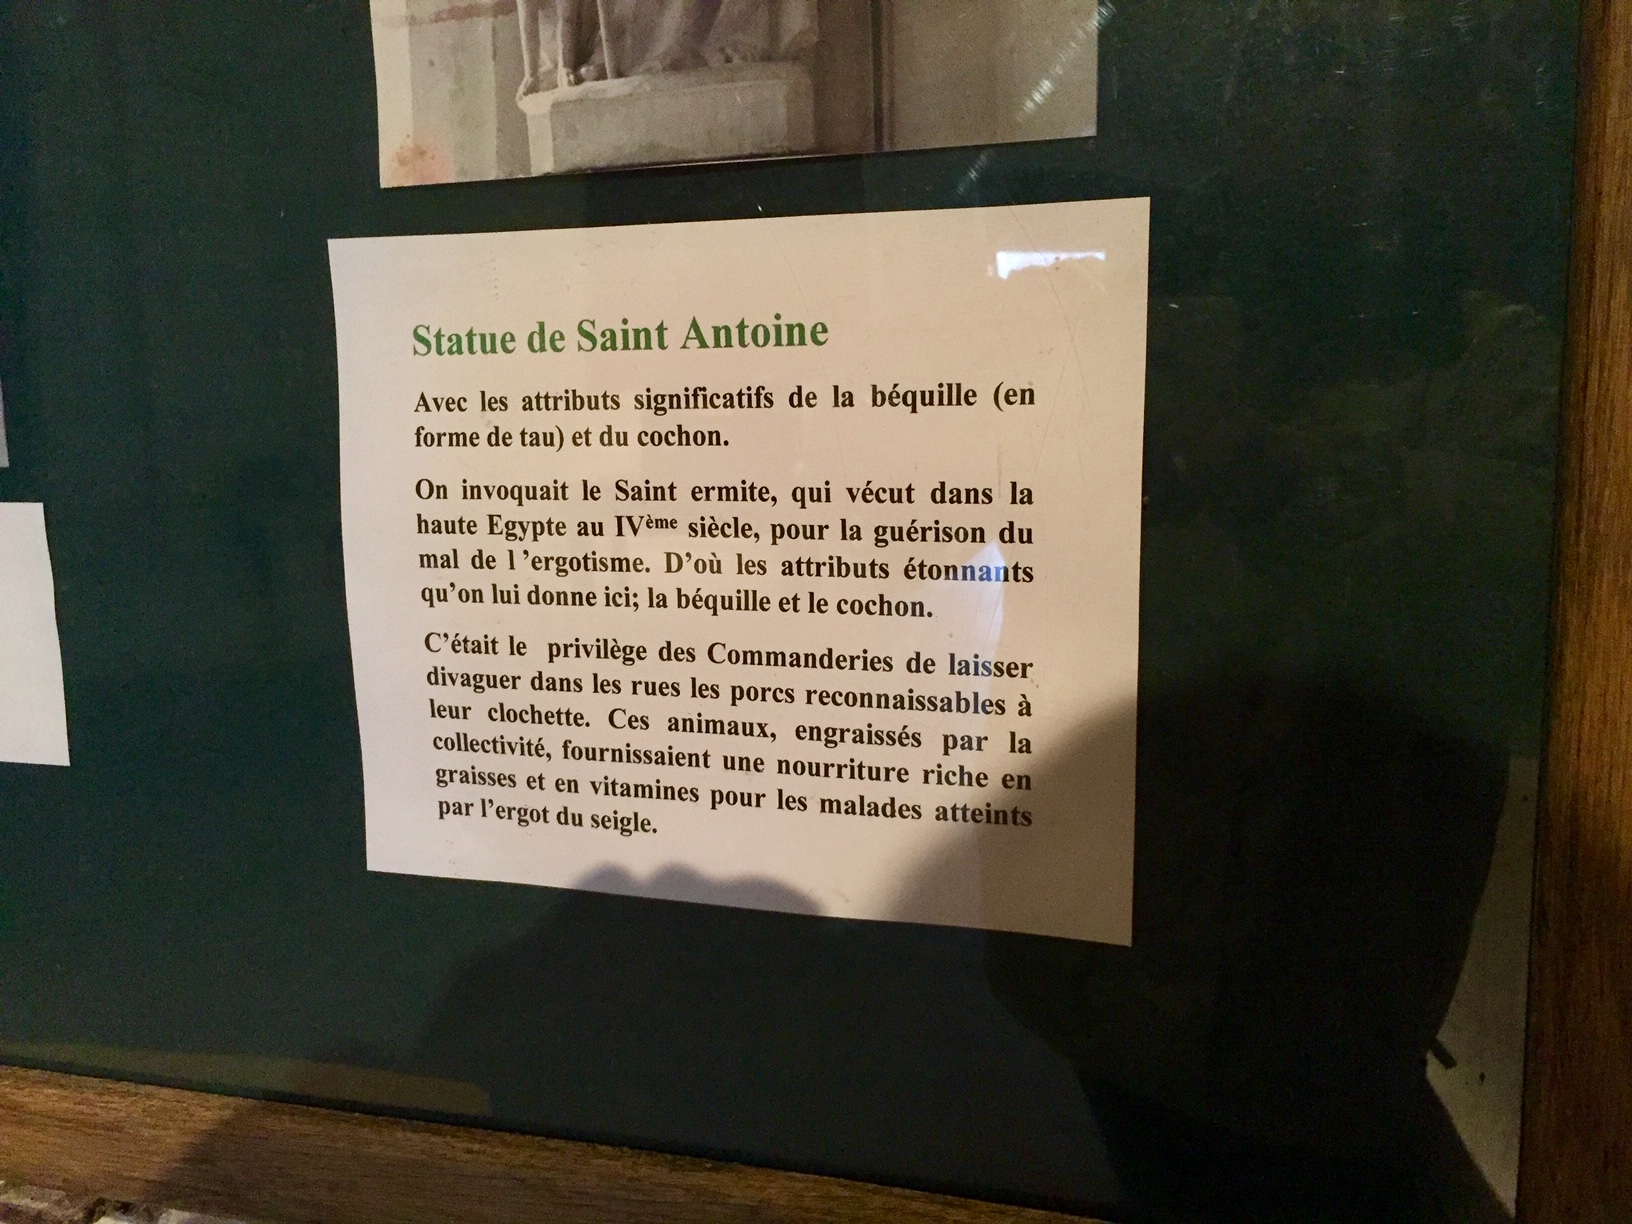 Statue de Saint Antoine
Avec les attributs significatifs de la béquille (en
forme de tau) et du cochon.
On invoquait le Saint ermite, qui vécut dans la
haute Egypte au IVème siècle, pour la guérison du
mal de l 'ergotisme. D'où les attributs étonnants
qu'on lui donne ici; la béquille et le cochon.
C'était le privilège des Commanderies de laisser
divaguer dans les rues les porcs reconnaissables à
leur clochette. Ces animaux, engraissés par la
collectivité, fournissaient une nourriture riche en
graisses et en vitamines pour les malades atteints
par l'ergot du seigle.